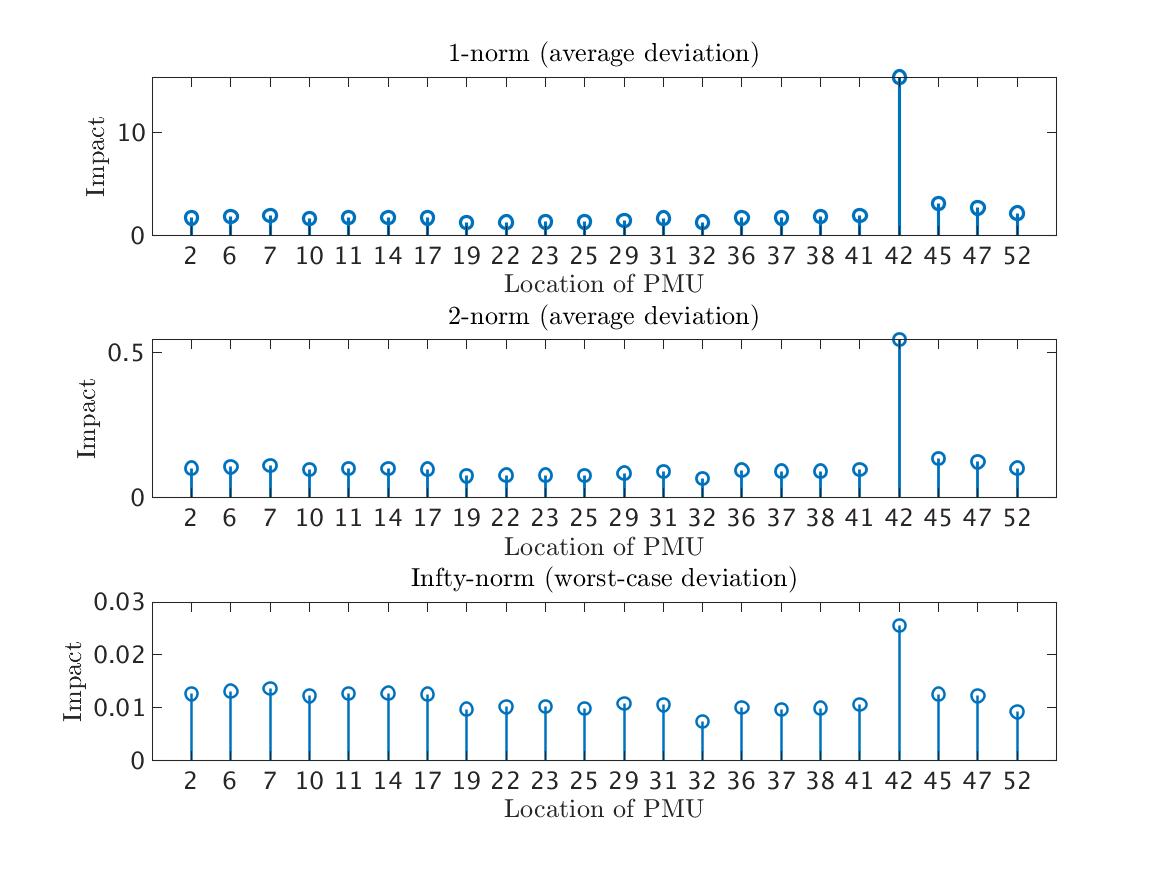 1-norm (average deviation)
Impact
10
0
2 6 7 10 11 14 17 19 22 23 25 29 31 32 36 37 38 41 42 45 47 52
Location of PMU
2-norm (average deviation)
Impact
0.5
0
2 6 7 10 11 14 17 19 22 23 25 29 31 32 36 37 38 41 42 45 47 52
Location of PMU
Infty-norm (worst-case deviation)
Impact
0.03
0.02
0.01
0
2 6 7 10 11 14 17 19 22 23 25 29 31 32 36 37 38 41 42 45 47 52
Location of PMU